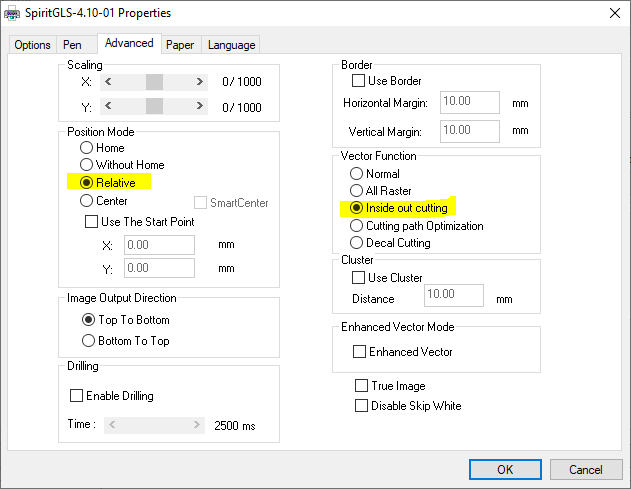 SpiritGLS-4.10-01 Properties
Options Pen Advanced Paper Language
Scaling
X: 0/ 1000
Y: 0/ 1000
Position Mode
Home
Without Home
Relative
Center SmartCenter
Use The Start Point
X: 0.00 mm
Y: 0.00 mm
Image Output Direction
Top To Bottom
Bottom To Top
Drilling
Enable Drilling
Time : 2500 ms
Border
Use Border
Horizontal Margin: 10.00 mm
Vertical Margin: 10.00 mm
Vector Function
Normal
All Raster
Inside out cutting
Cutting path Optimization
Decal Cutting
Cluster
Use Cluster
Distance 10.00 mm
Enhanced Vector Mode
Enhanced Vector
True Image
Disable Skip White
OK Cancel